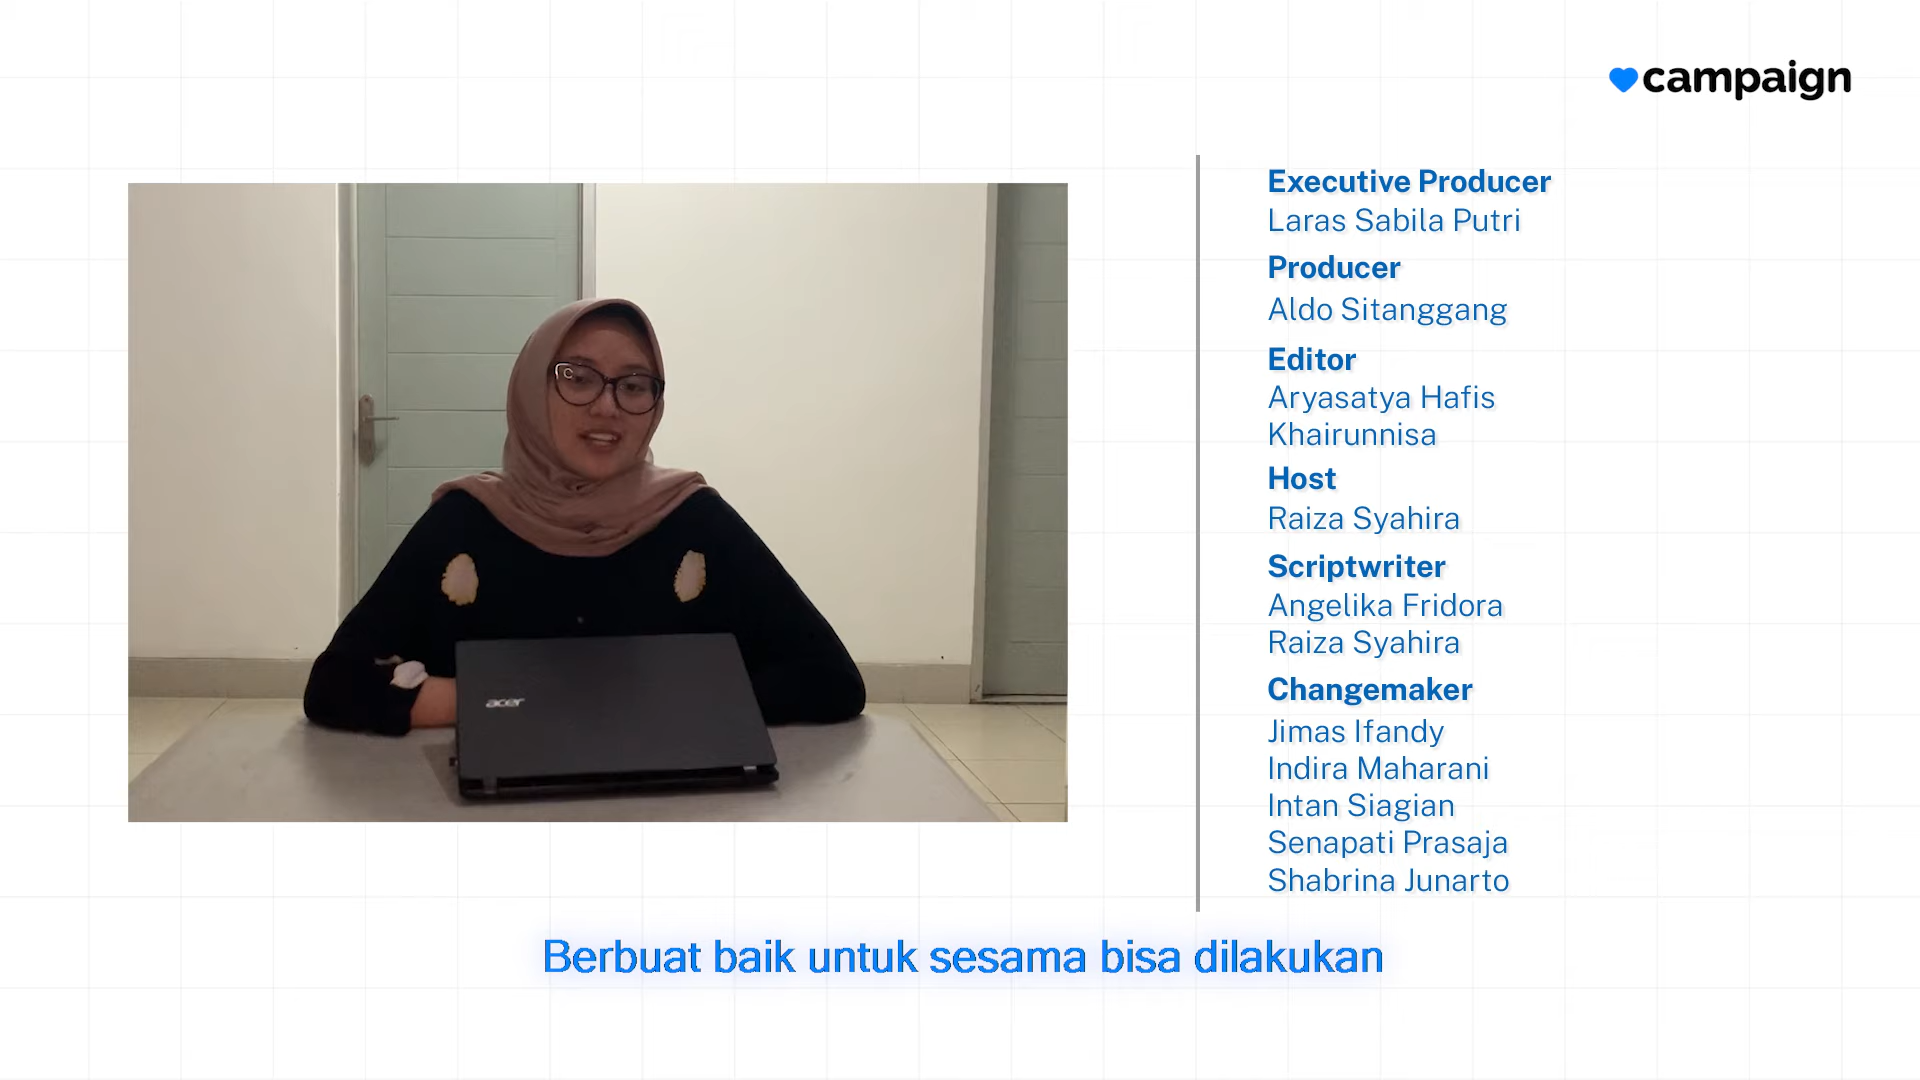 campaign
acer
Executive Producer
Laras Sabila Putri
Producer
Aldo Sitanggang
Editor
Aryasatya Hafis
Khairunnisa
Host
Raiza Syahira
Scriptwriter
Angelika Fridora
Raiza Syahira
Changemaker
Jimas Ifandy
Indira Maharani
Intan Siagian
Senapati Prasaja
Shabrina Junarto
Berbuat baik untuk sesama bisa dilakukan